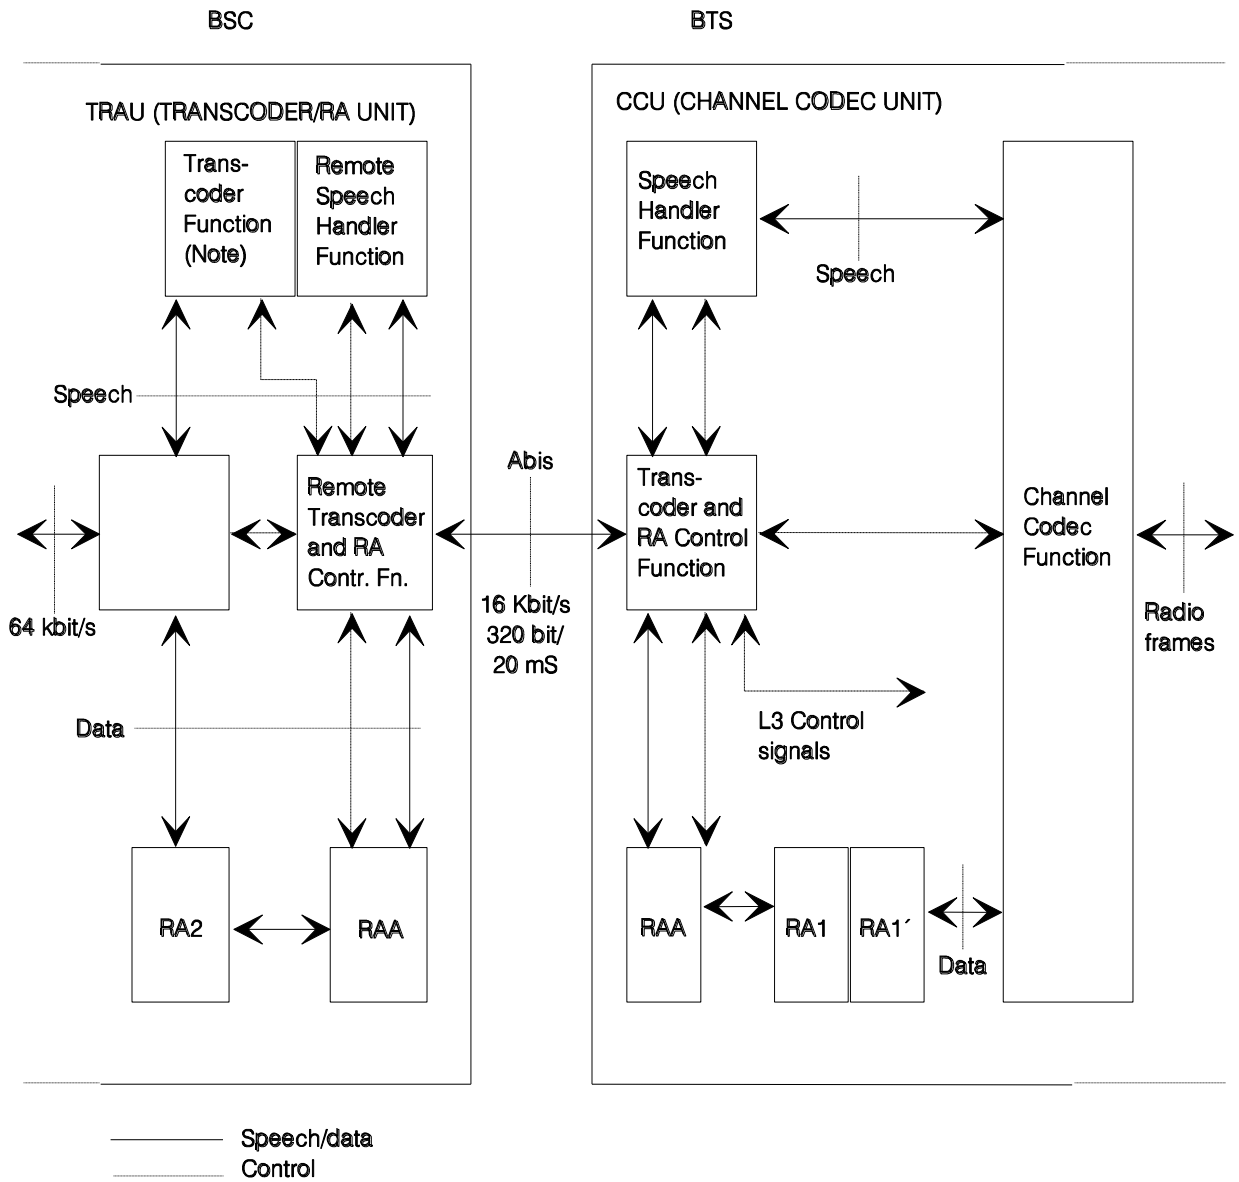 BSC
BTS
TRAU (TRANSCODER/RA UNIT)
CCU (CHANNEL CODEC UNIT)
Trans-
coder
Function
(Note)
Remote
Speech
Handler
Function
Speech
Handler
Function
Speech
Speech
Abis
Remote
Transcoder
and RA
Contr. Fn.
Trans-
coder and
RA Control
Function
Channel
Codec
Function
64 kbit/s
16 Kbit/s
320 bit/
20 mS
Radio
frames
Data
L3 Control
signals
RA2
RAA
RAA
RA1
RA1´
Data
Speech/data
Control